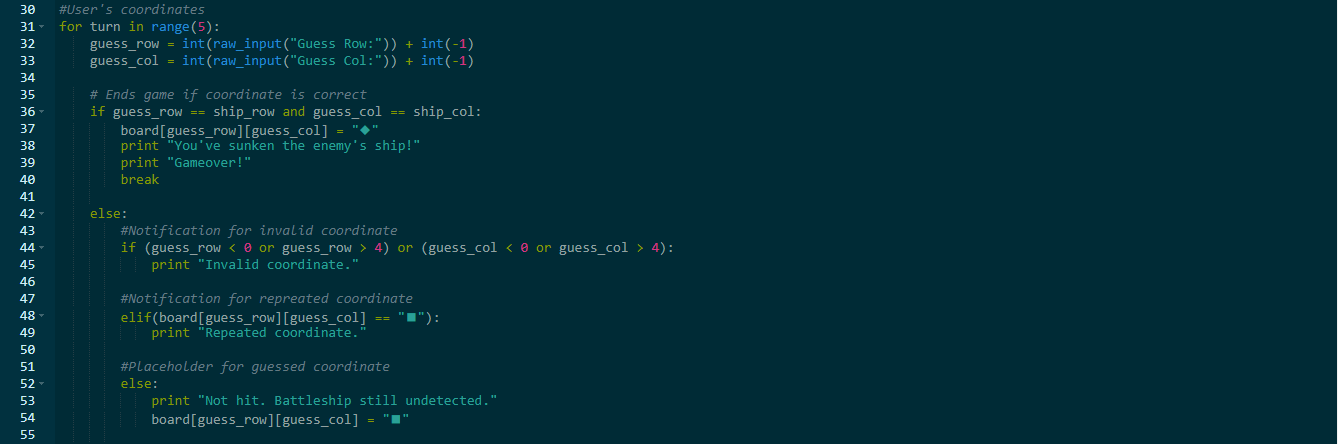 30 #User's coordinates
31 for turn in range(5):
32     guess_row = int(raw_input("Guess Row:")) + int(-1)
33     guess_col = int(raw_input("Guess Col:")) + int(-1)
34
35     # Ends game if coordinate is correct
36     if guess_row == ship_row and guess_col == ship_col:
37         board[guess_row][guess_col] = "◆"
38         print "You've sunken the enemy's ship!"
39         print "Gameover!"
40         break
41
42     else:
43         #Notification for invalid coordinate
44         if (guess_row < 0 or guess_row > 4) or (guess_col < 0 or guess_col > 4):
45             print "Invalid coordinate."
46
47         #Notification for repreated coordinate
48         elif(board[guess_row][guess_col] == "■"):
49             print "Repeated coordinate."
50
51         #Placeholder for guessed coordinate
52         else:
53             print "Not hit. Battleship still undetected."
54             board[guess_row][guess_col] = "■"
55